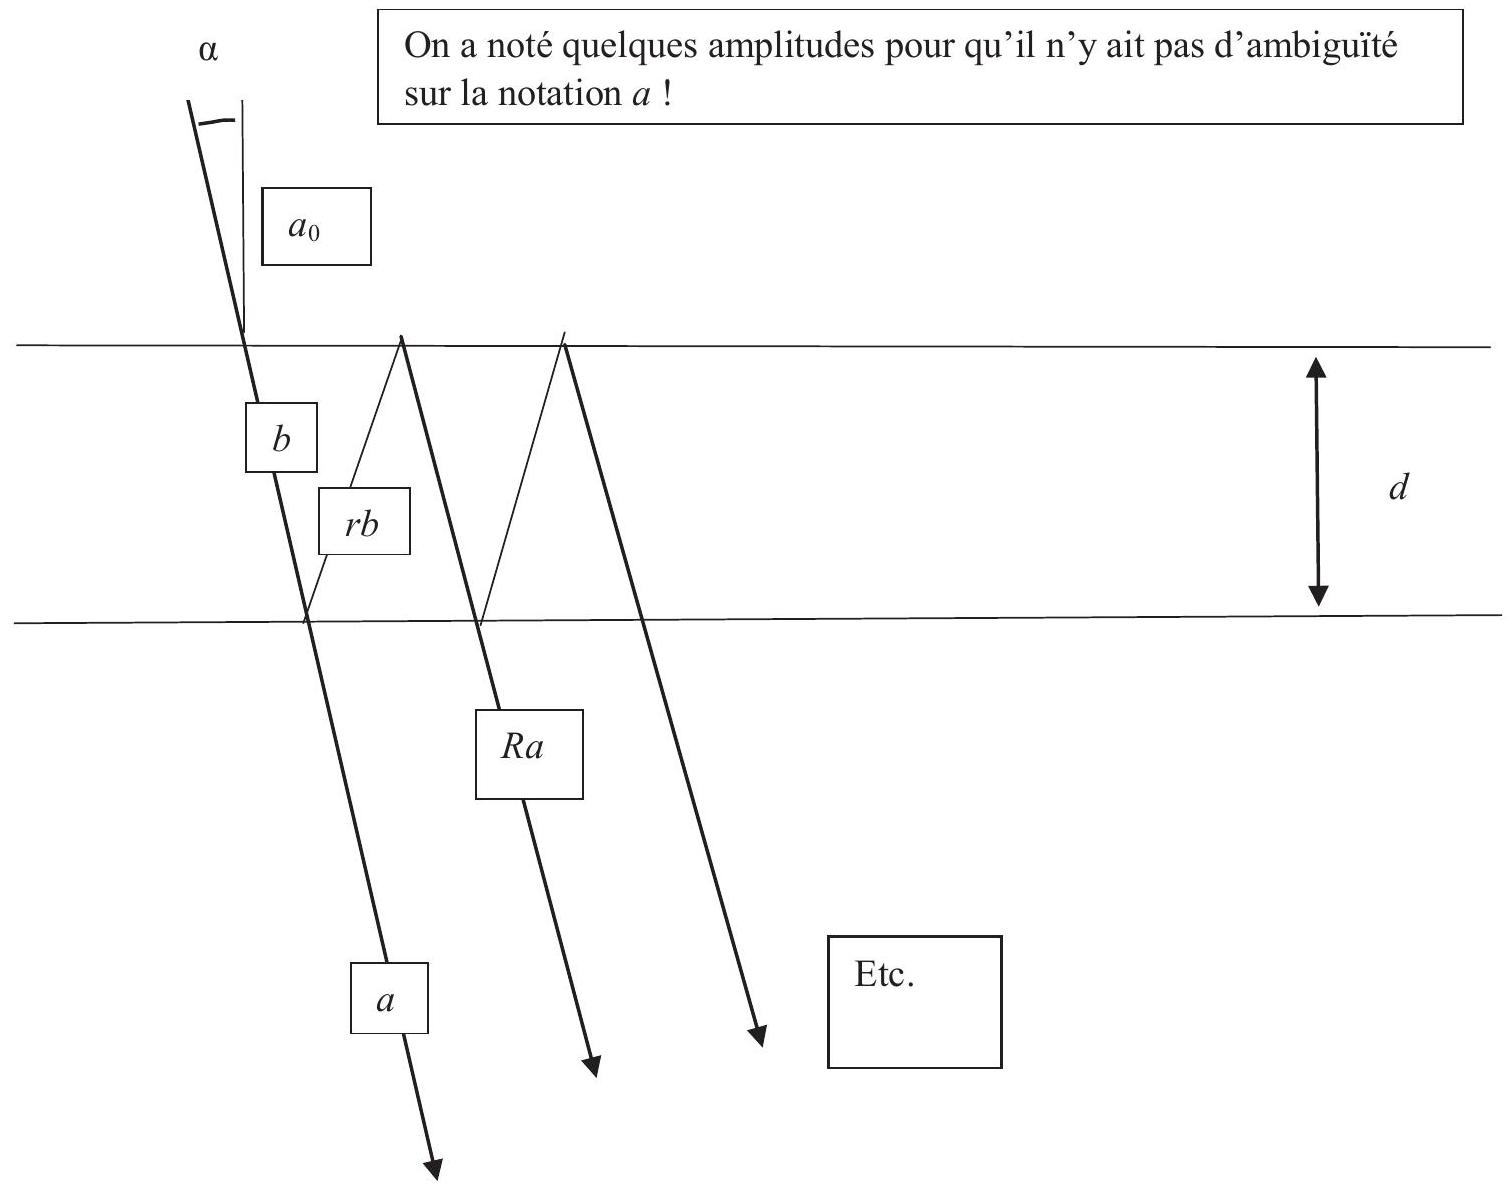 α
On a noté quelques amplitudes pour qu’il n’y ait pas d’ambiguïté
sur la notation a !
a₀
b
rb
d
Ra
a
Etc.